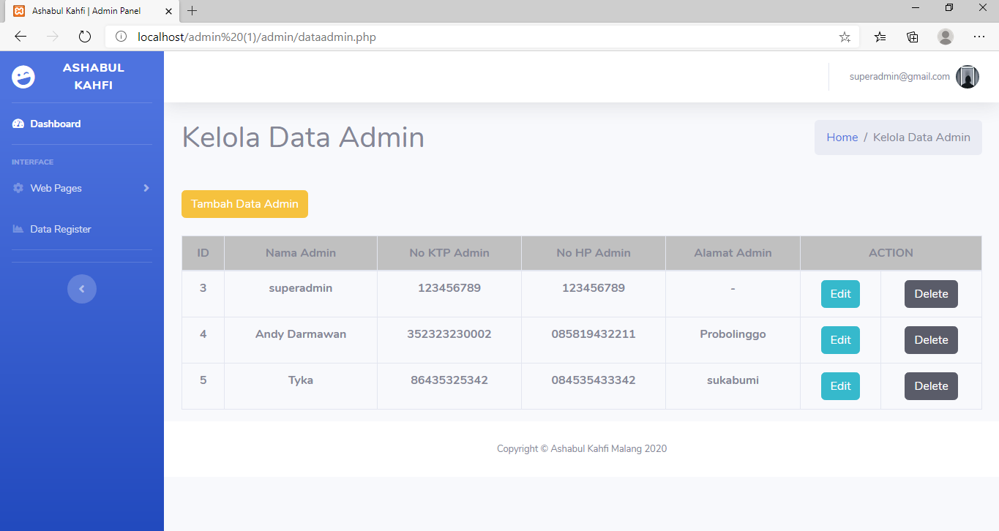 Ashabul Kahfi | Admin Panel
localhost/admin%20(1)/admin/dataadmin.php
ASHABUL
KAHFI
superadmin@gmail.com
Dashboard
INTERFACE
Web Pages
Data Register
Kelola Data Admin
Home / Kelola Data Admin
Tambah Data Admin
ID Nama Admin No KTP Admin No HP Admin Alamat Admin ACTION
3 superadmin 123456789 123456789 - Edit Delete
4 Andy Darmawan 352323230002 085819432211 Probolinggo Edit Delete
5 Tyka 86435325342 084535433342 sukabumi Edit Delete
Copyright © Ashabul Kahfi Malang 2020